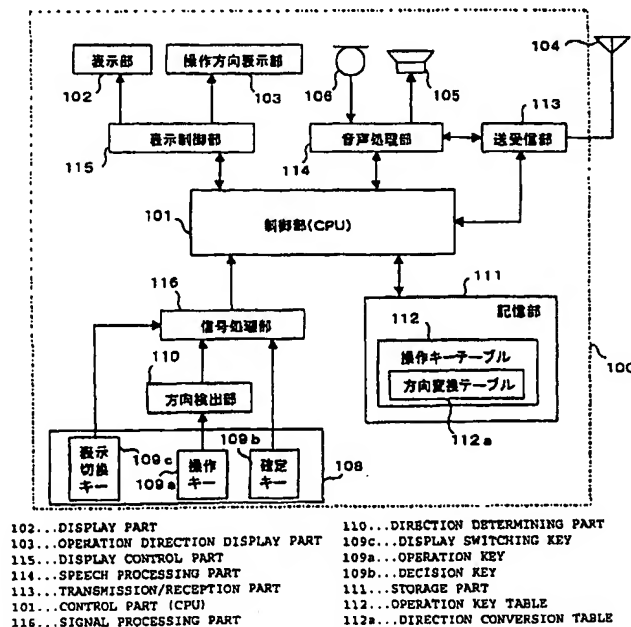 104
表示部
操作方向表示部
102
103
106
105
113
表示制御部
音声処理部
送受信部
115
114
101
制御部(CPU)
116
111
信号処理部
記憶部
112
操作キーテーブル
110
方向変換テーブル
100
方向検出部
112a
109b
表示
切換
キー
109c
操作
キー
109a
確定
キー
108
102...DISPLAY PART
103...OPERATION DIRECTION DISPLAY PART
115...DISPLAY CONTROL PART
114...SPEECH PROCESSING PART
113...TRANSMISSION/RECEPTION PART
101...CONTROL PART (CPU)
116...SIGNAL PROCESSING PART
110...DIRECTION DETERMINING PART
109c...DISPLAY SWITCHING KEY
109a...OPERATION KEY
109b...DECISION KEY
111...STORAGE PART
112...OPERATION KEY TABLE
112a...DIRECTION CONVERSION TABLE